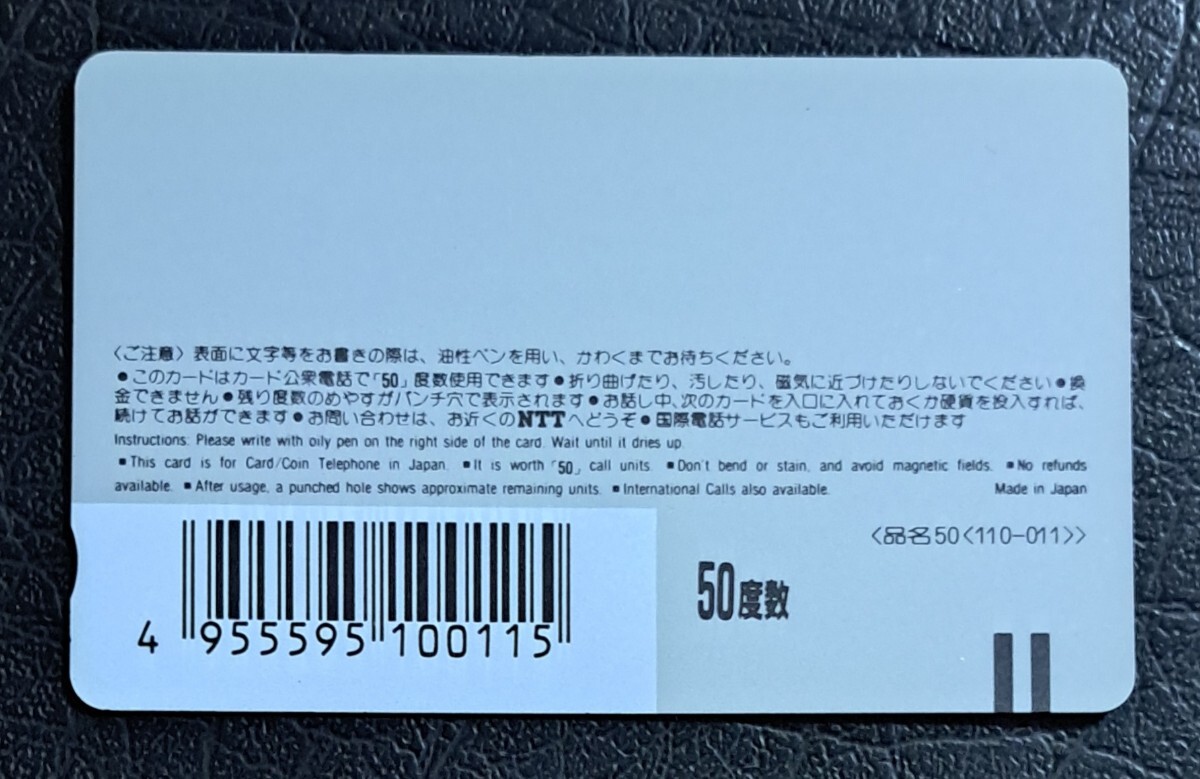 〈ご注意〉表面に文字等をお書きの際は、油性ペンを用い、かわくまでお待ちください。
●このカードはカード公衆電話で「50」度数使用できます●折り曲げたり、汚したり、磁気に近づけたりしないでください●換
金できません●残り度数のめやすがパンチ穴で表示されます●お話し中、次のカードを入口に入れておくか硬貨を投入すれば、
続けてお話ができます●お問い合わせは、お近くのNTTへどうぞ●国際電話サービスもご利用いただけます
Instructions: Please write with oily pen on the right side of the card. Wait until it dries up.
■This card is for Card/Coin Telephone in Japan. ■It is worth「50」call units. ■Don't bend or stain, and avoid magnetic fields. ■No refunds
available. ■After usage, a punched hole shows approximate remaining units. ■International Calls also available. Made in Japan
〈品名50〈110-011〉〉
50度数
4 955595 100115